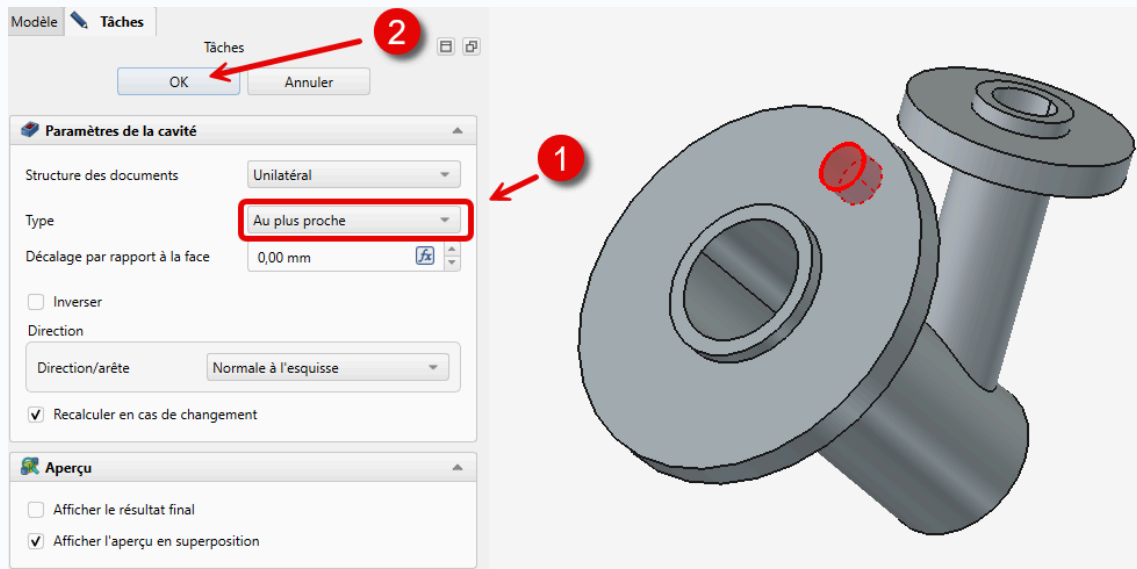 Modèle Tâches
2
Tâches
OK Annuler
Paramètres de la cavité
1
Structure des documents Unilatéral
Type Au plus proche
Décalage par rapport à la face 0,00 mm fx
Inverser
Direction
Direction/arête Normale à l'esquisse
Recalculer en cas de changement
Aperçu
Afficher le résultat final
Afficher l'aperçu en superposition